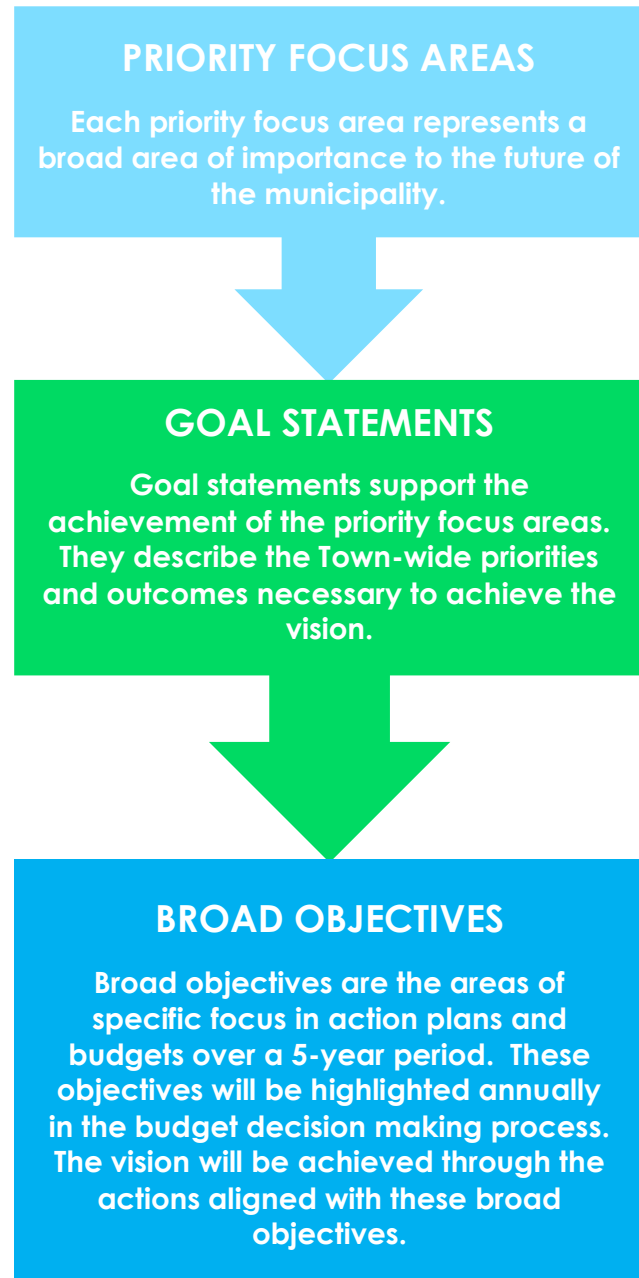 PRIORITY FOCUS AREAS
Each priority focus area represents a
broad area of importance to the future of
the municipality.
GOAL STATEMENTS
Goal statements support the
achievement of the priority focus areas.
They describe the Town-wide priorities
and outcomes necessary to achieve the
vision.
BROAD OBJECTIVES
Broad objectives are the areas of
specific focus in action plans and
budgets over a 5-year period.  These
objectives will be highlighted annually
in the budget decision making process.
The vision will be achieved through the
actions aligned with these broad
objectives.